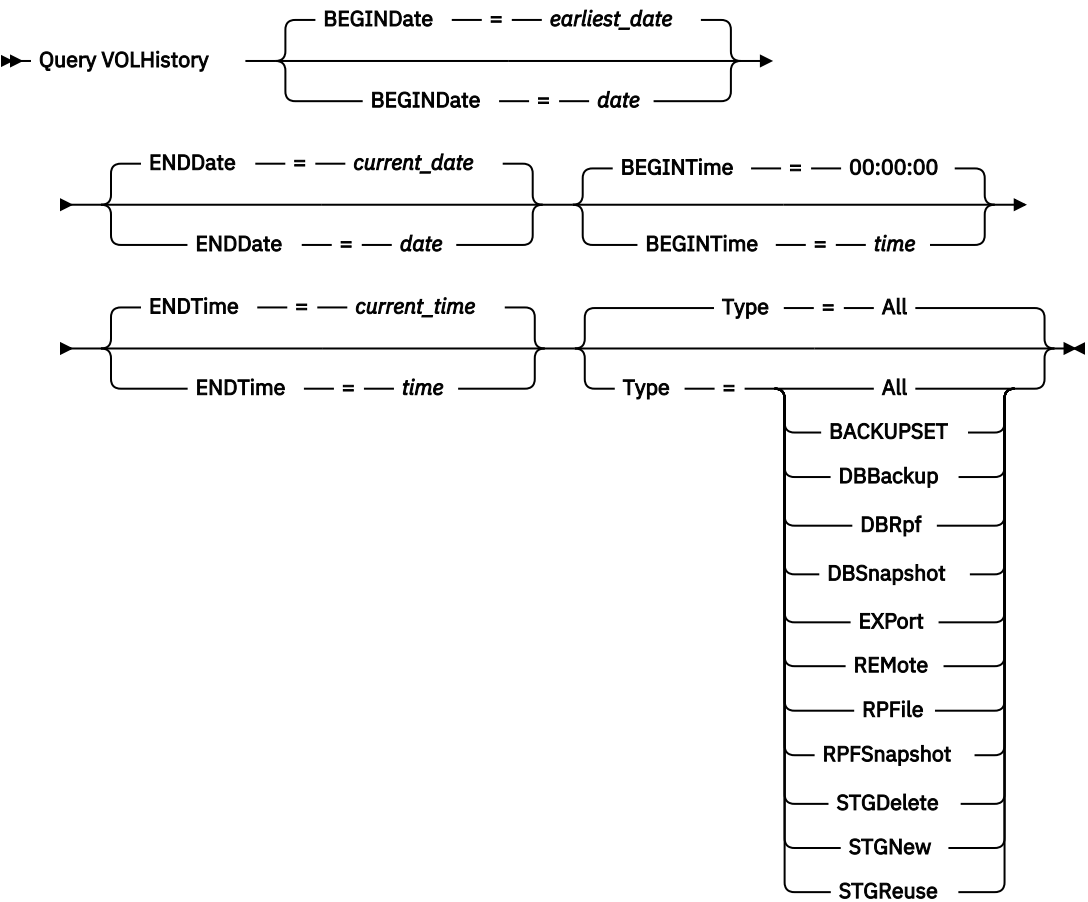 BEGINDate = earliest_date
Query VOLHistory
BEGINDate = date
ENDDate = current_date BEGINTime = 00:00:00
ENDDate = date BEGINTime = time
ENDTime = current_time Type = All
ENDTime = time Type = All
BACKUPSET
DBBackup
DBRpf
DBSnapshot
EXPort
REMote
RPFile
RPFSnapshot
STGDelete
STGNew
STGReuse